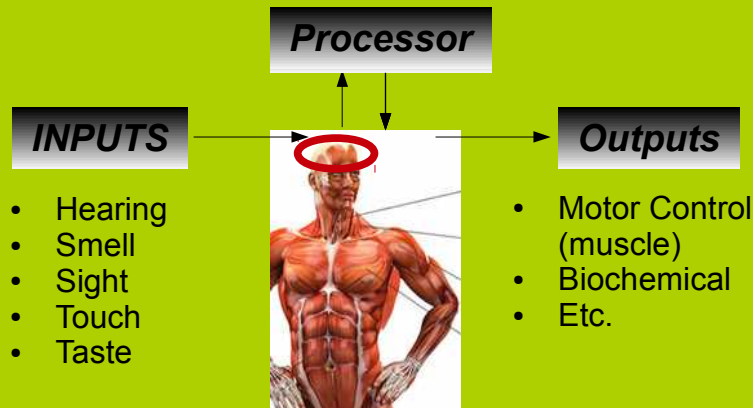 Processor
INPUTS
Outputs
• Hearing
• Smell
• Sight
• Touch
• Taste
• Motor Control
(muscle)
• Biochemical
• Etc.